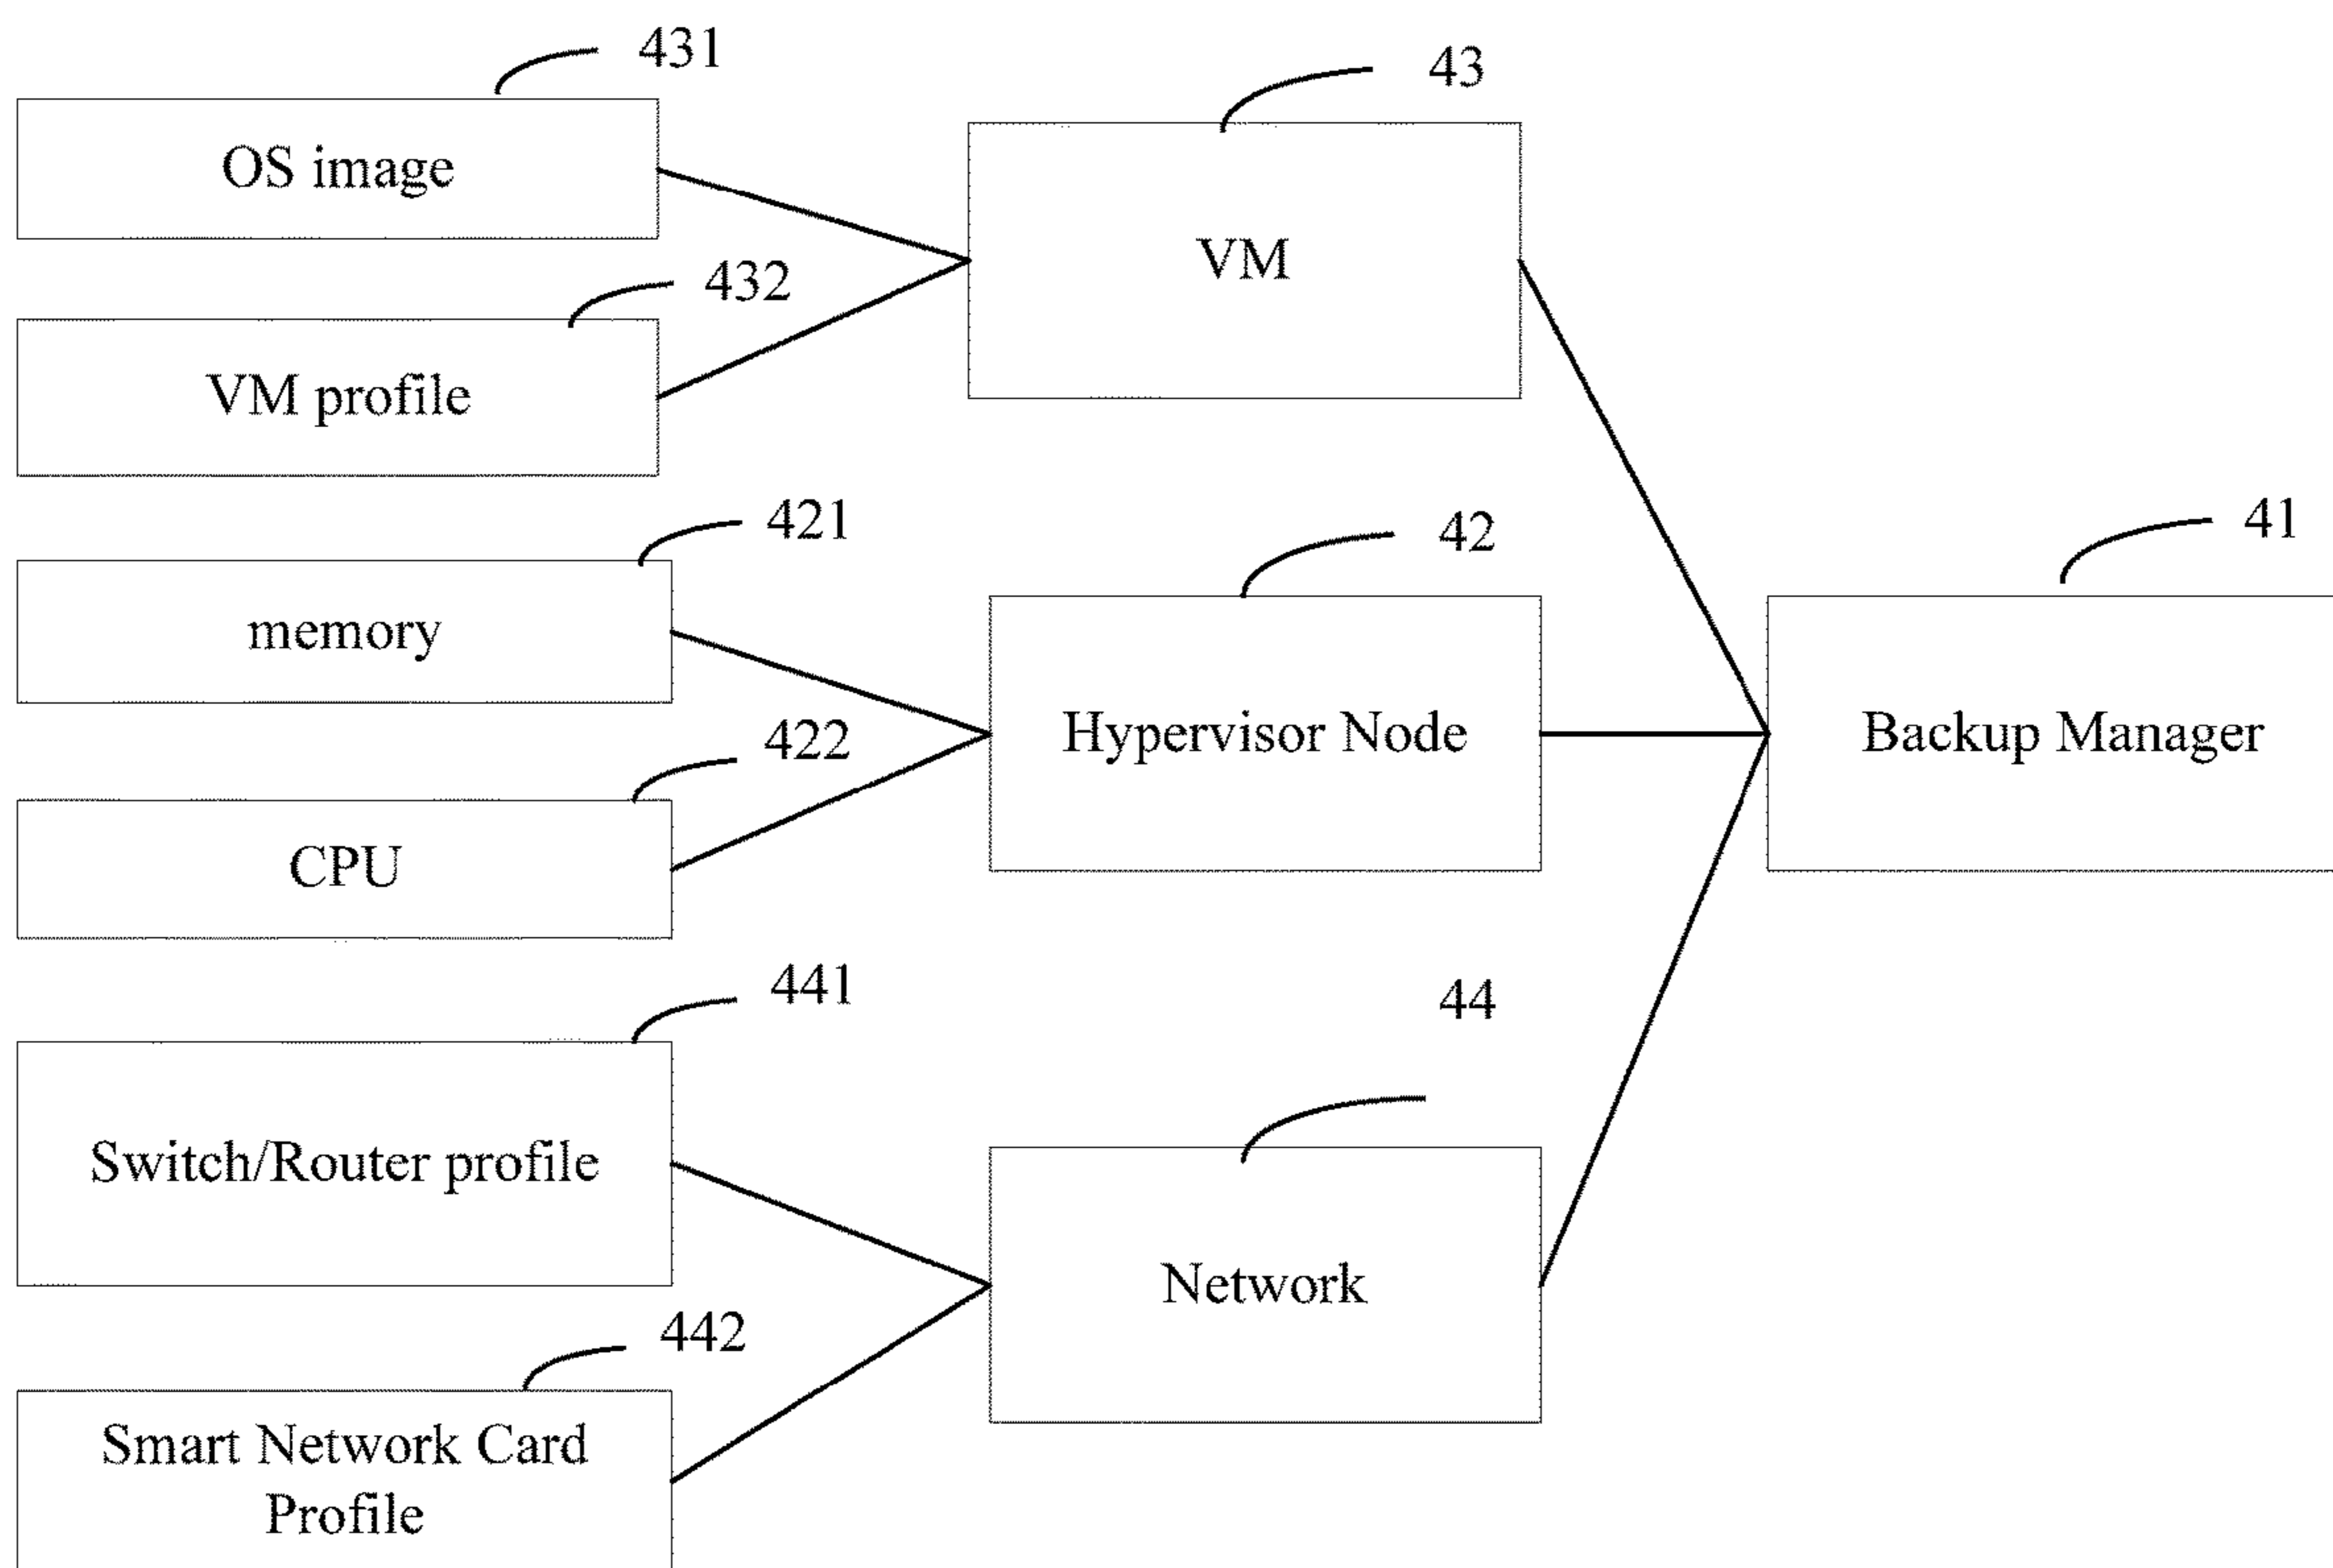 431
OS image
432
VM profile
421
memory
422
CPU
441
Switch/Router profile
442
Smart Network Card
Profile
43
VM
42
Hypervisor Node
44
Network
41
Backup Manager